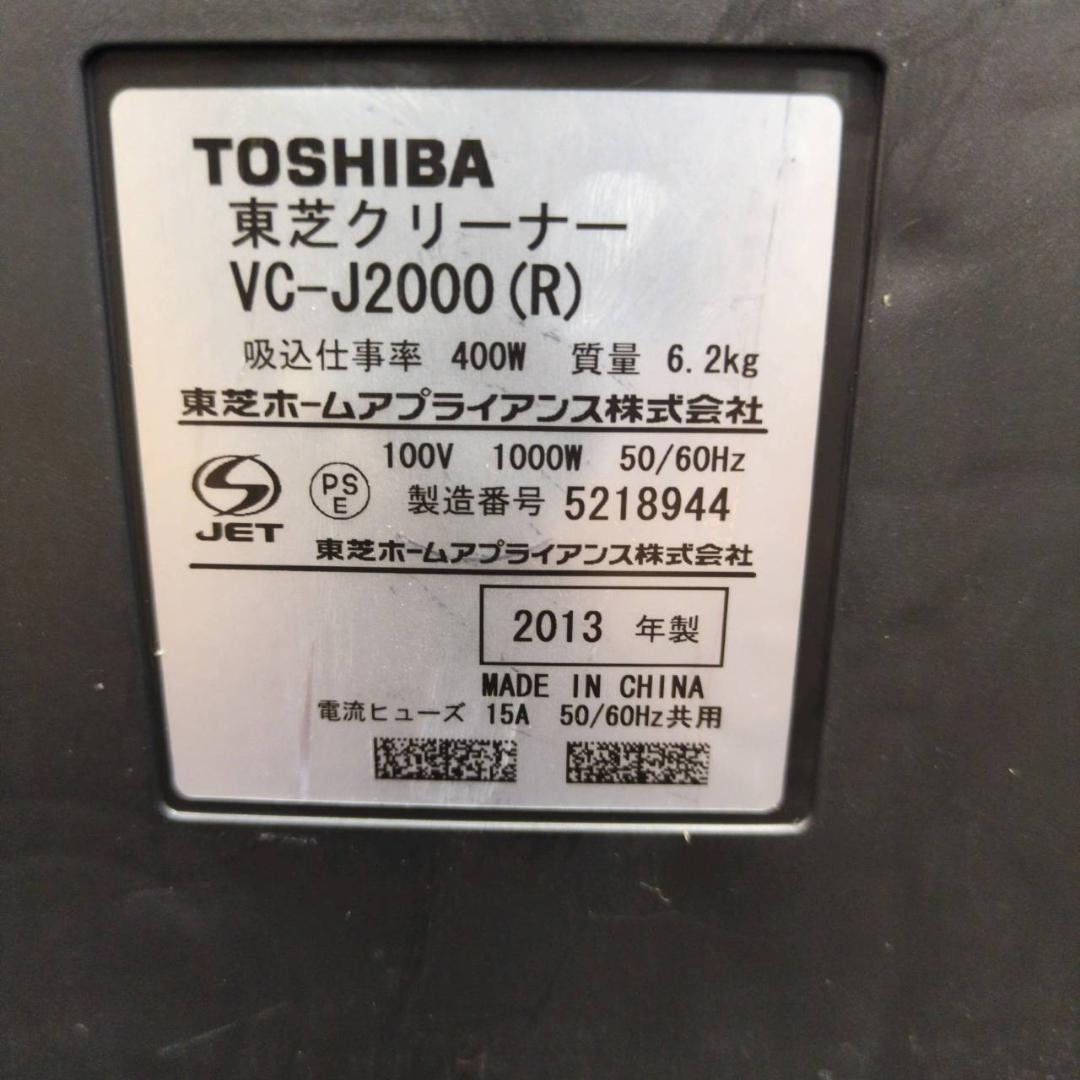 TOSHIBA
東芝クリーナー
VC-J2000(R)
吸込仕事率 400W 質量 6.2kg
東芝ホームアプライアンス株式会社
100V 1000W 50/60Hz
PS
E
製造番号 5218944
JET
東芝ホームアプライアンス株式会社
2013 年製
MADE IN CHINA
電流ヒューズ 15A 50/60Hz共用